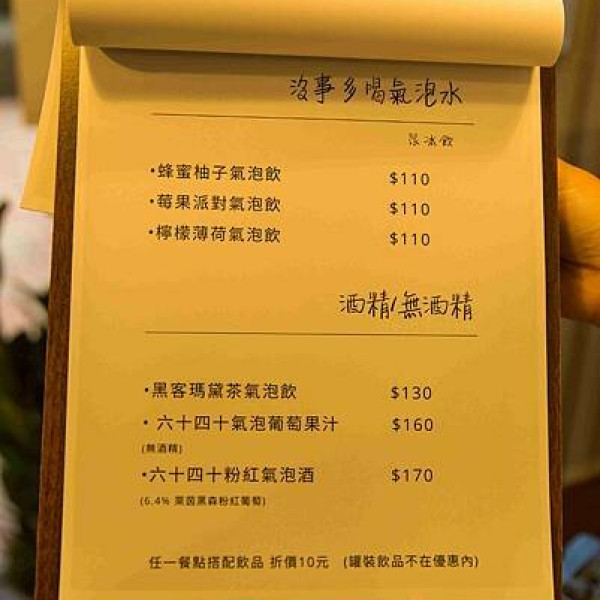 沒事多喝氣泡水
限冰飲
•蜂蜜柚子氣泡飲 $110
•莓果派對氣泡飲 $110
•檸檬薄荷氣泡飲 $110
酒精/無酒精
•黑客瑪黛茶氣泡飲 $130
• 六十四十氣泡葡萄果汁 $160
(無酒精)
•六十四十粉紅氣泡酒 $170
(6.4% 萊茵黑森粉紅葡萄)
任一餐點搭配飲品 折價10元 (罐裝飲品不在優惠內)